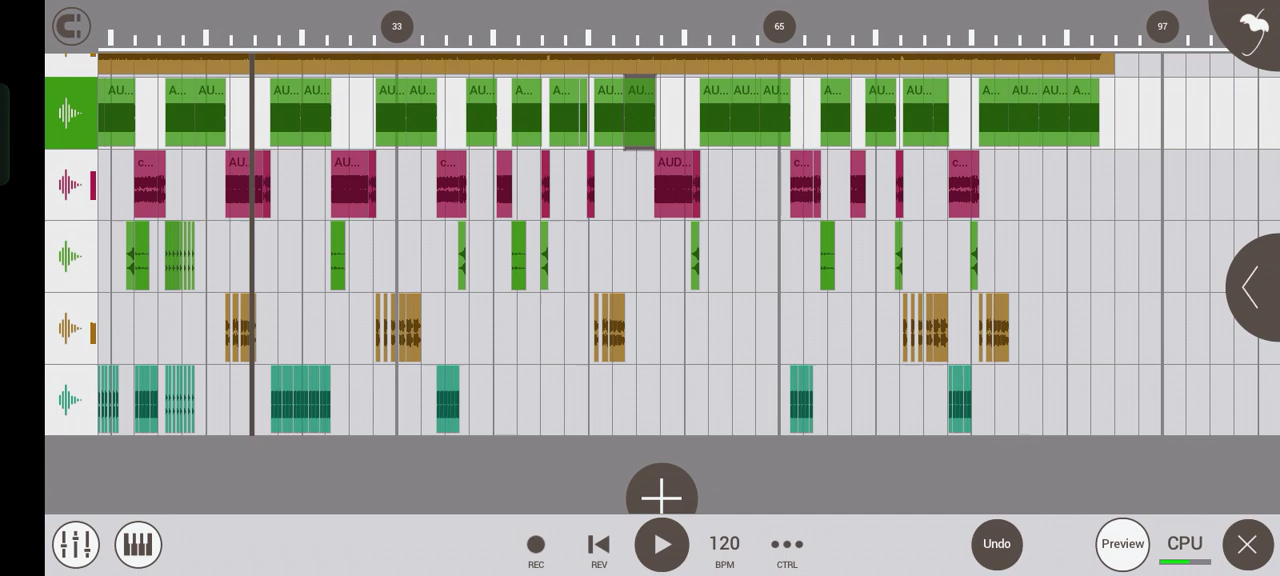 33 65 97
AU... A... AU... AU... AU... AU... AU... AU... A... A... AU... AU... AU... AU... AU... A... AU... AU... A... AU... AU... A...
c... AU... AU... c... AUD... c... c...
120 CPU
Undo Preview
REC REV BPM CTRL